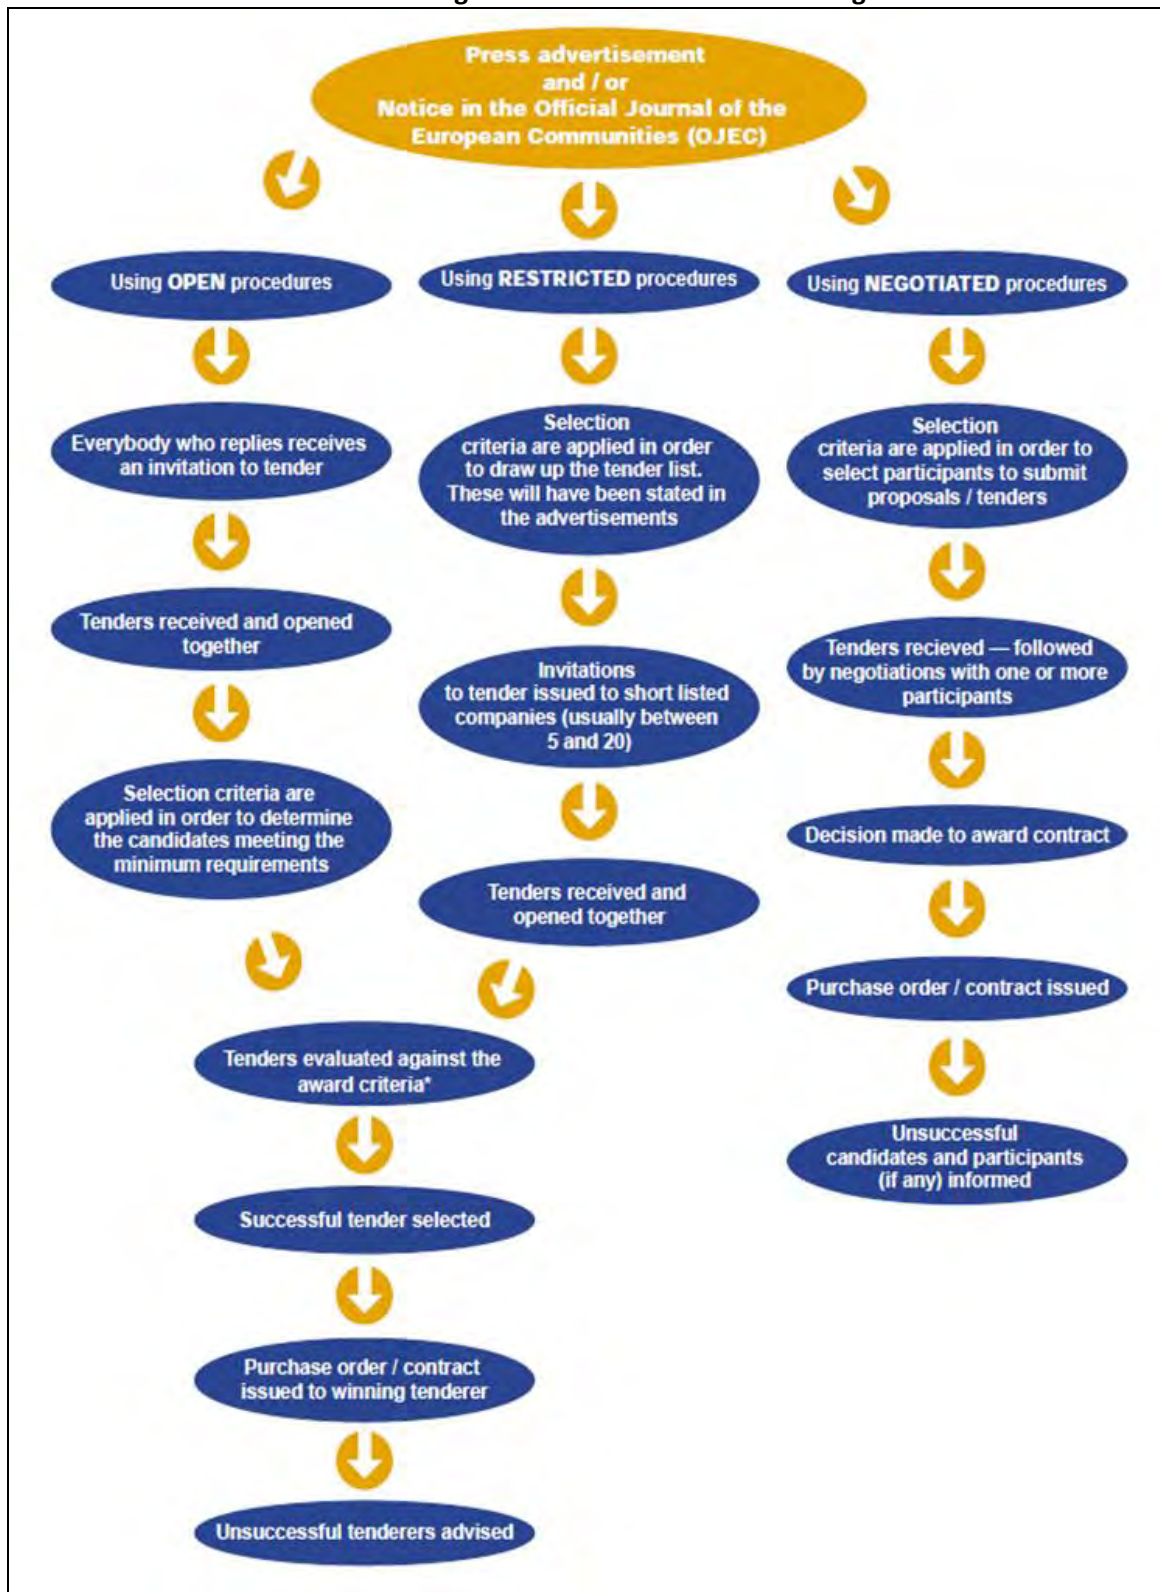 Press advertisement
and / or
Notice in the Official Journal of the
European Communities (OJEC)
Using OPEN procedures
Everybody who replies receives
an invitation to tender
Tenders received and opened
together
Selection criteria are
applied in order to determine
the candidates meeting the
minimum requirements
Using RESTRICTED procedures
Selection
criteria are applied in order
to draw up the tender list.
These will have been stated in
the advertisements
Invitations
to tender issued to short listed
companies (usually between
5 and 20)
Tenders received and
opened together
Tenders evaluated against the
award criteria*
Successful tender selected
Purchase order / contract
issued to winning tenderer
Unsuccessful tenderers advised
Using NEGOTIATED procedures
Selection
criteria are applied in order to
select participants to submit
proposals / tenders
Tenders recieved — followed
by negotiations with one or more
participants
Decision made to award contract
Purchase order / contract issued
Unsuccessful
candidates and participants
(if any) informed